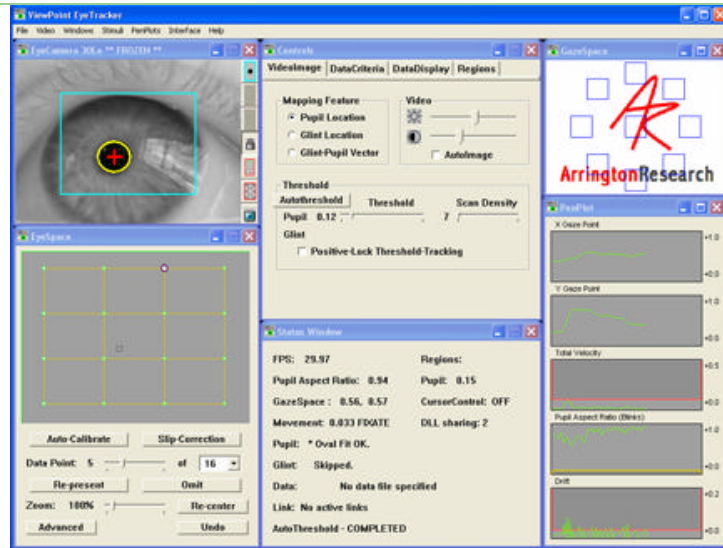 ViewPoint EyeTracker
File Video Windows Stimuli PenPlots Interface Help
EyeCamera 30Le ** FROZEN **
Controls
VideoImage DataCriteria DataDisplay Regions
Mapping Feature
Pupil Location
Glint Location
Glint-Pupil Vector
Video
AutoImage
Threshold
Autothreshold Threshold Scan Density
Pupil 0.12 7
Glint
Positive-Lock Threshold-Tracking
GazeSpace
ArringtonResearch
EyeSpace
Auto-Calibrate Slip-Correction
Data Point: 5 of 16
Re-present Omit
Zoom: 100% Re-center
Advanced Undo
Status Window
FPS: 29.97 Regions:
Pupil Aspect Ratio: 0.94 Pupil: 0.15
GazeSpace : 0.56, 0.57 CursorControl: OFF
Movement: 0.033 FIXATE DLL sharing: 2
Pupil: * Oval Fit OK.
Glint: Skipped.
Data: No data file specified
Link: No active links
AutoThreshold - COMPLETED
PenPlot
X Gaze Point
+1.0
+0.0
Y Gaze Point
+1.0
+0.0
Total Velocity
+0.5
+0.0
Pupil Aspect Ratio (Blinks)
+1.0
+0.0
Drift
+0.2
+0.0